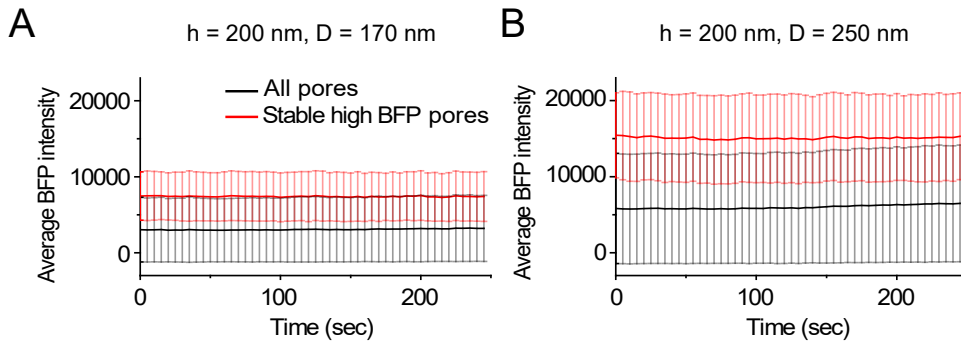 A
h = 200 nm, D = 170 nm
Average BFP intensity
20000
10000
0
All pores
Stable high BFP pores
0
100
200
Time (sec)
B
h = 200 nm, D = 250 nm
Average BFP intensity
20000
10000
0
0
100
200
Time (sec)